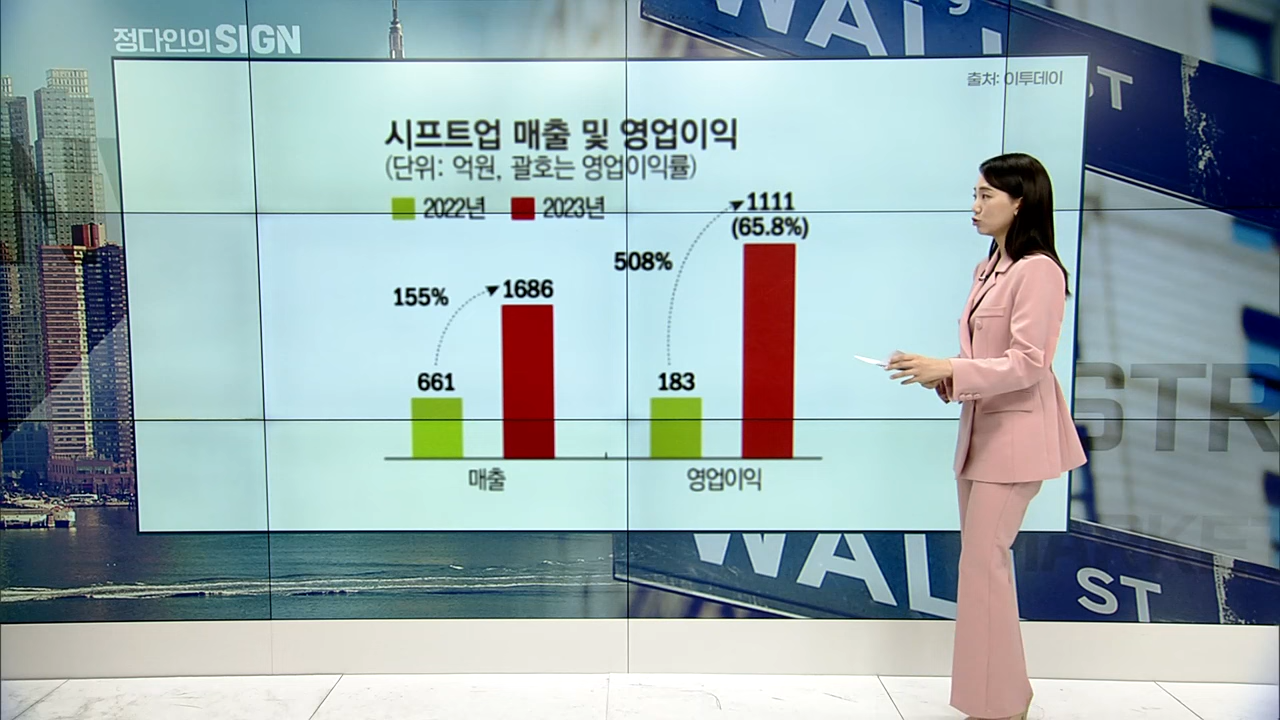 정다인의 SIGN
출처: 이투데이
시프트업 매출 및 영업이익
(단위: 억원, 괄호는 영업이익률)
2022년 2023년
155%
661
1686
508%
183
1111
(65.8%)
매출
영업이익
WALL
ST
STR
WALL
ST